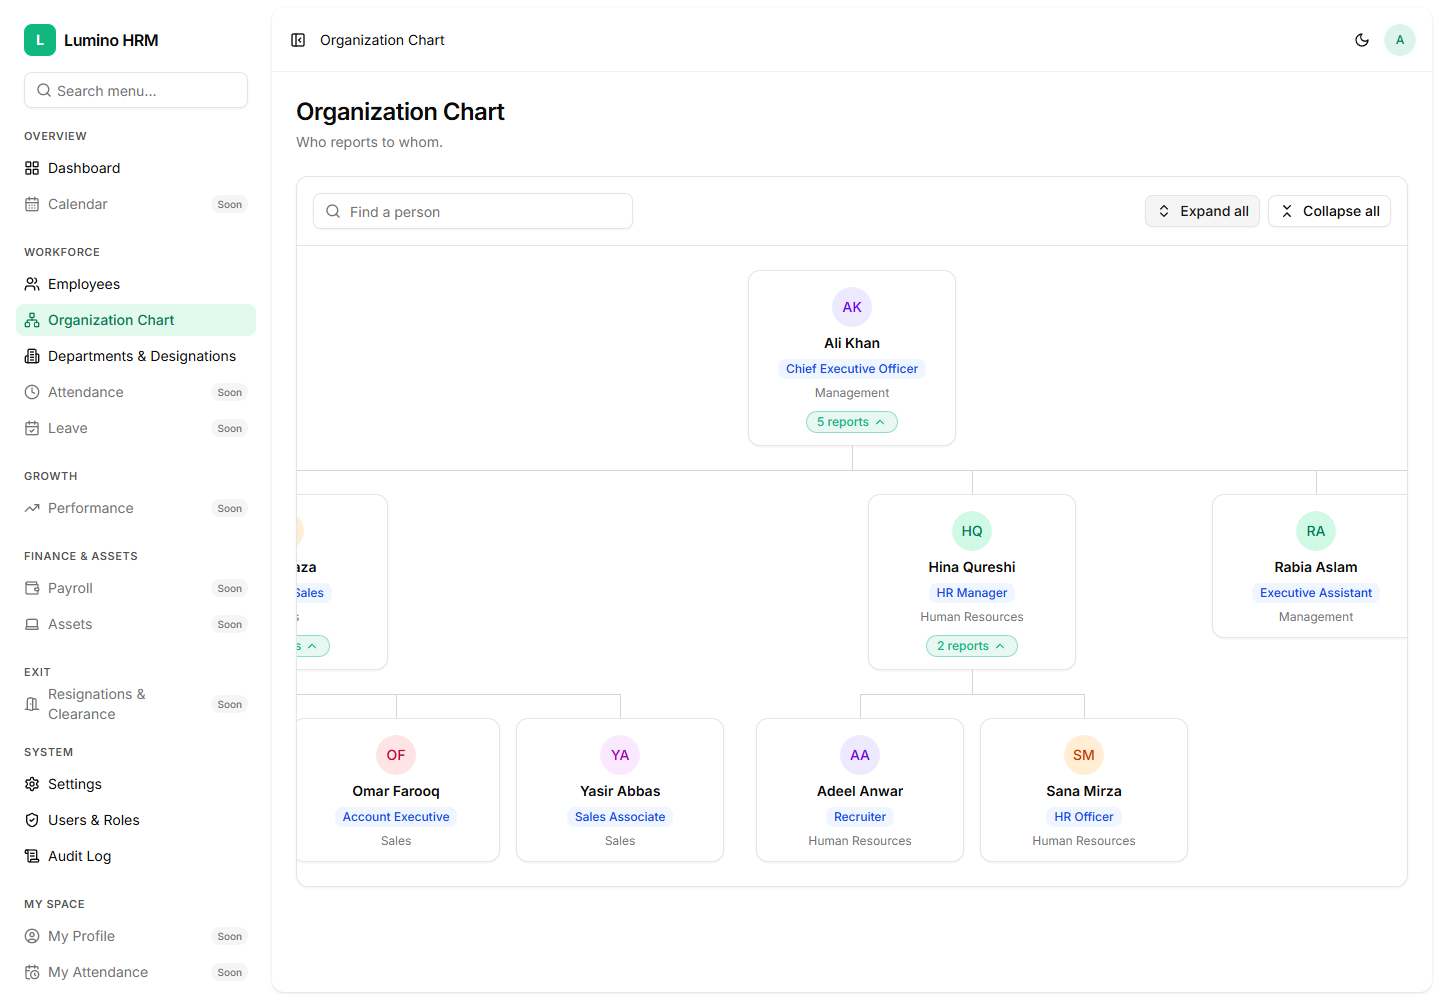 L Lumino HRM
Search menu...
OVERVIEW
Dashboard
Calendar Soon
WORKFORCE
Employees
Organization Chart
Departments & Designations
Attendance Soon
Leave Soon
GROWTH
Performance Soon
FINANCE & ASSETS
Payroll Soon
Assets Soon
EXIT
Resignations &
Clearance Soon
SYSTEM
Settings
Users & Roles
Audit Log
MY SPACE
My Profile Soon
My Attendance Soon
Organization Chart
A
Organization Chart
Who reports to whom.
Find a person
Expand all
Collapse all
AK
Ali Khan
Chief Executive Officer
Management
5 reports
Sales
HQ
Hina Qureshi
HR Manager
Human Resources
2 reports
RA
Rabia Aslam
Executive Assistant
Management
OF
Omar Farooq
Account Executive
Sales
YA
Yasir Abbas
Sales Associate
Sales
AA
Adeel Anwar
Recruiter
Human Resources
SM
Sana Mirza
HR Officer
Human Resources